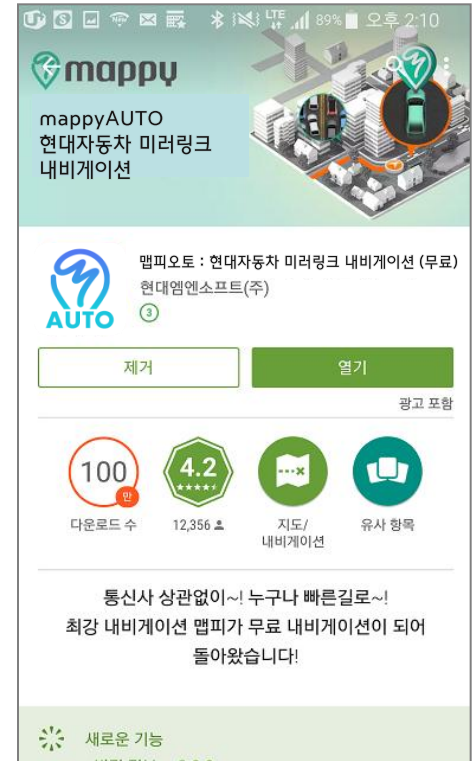 LTE 89% 오후 2:10
mappy
mappyAUTO
현대자동차 미러링크
내비게이션
맵피오토 : 현대자동차 미러링크 내비게이션 (무료)
현대엠엔소프트(주)
3
AUTO
제거
열기
광고 포함
100
만
다운로드 수
4.2
12,356
지도/
내비게이션
유사 항목
통신사 상관없이~! 누구나 빠른길로~!
최강 내비게이션 맵피가 무료 내비게이션이 되어
돌아왔습니다!
새로운 기능